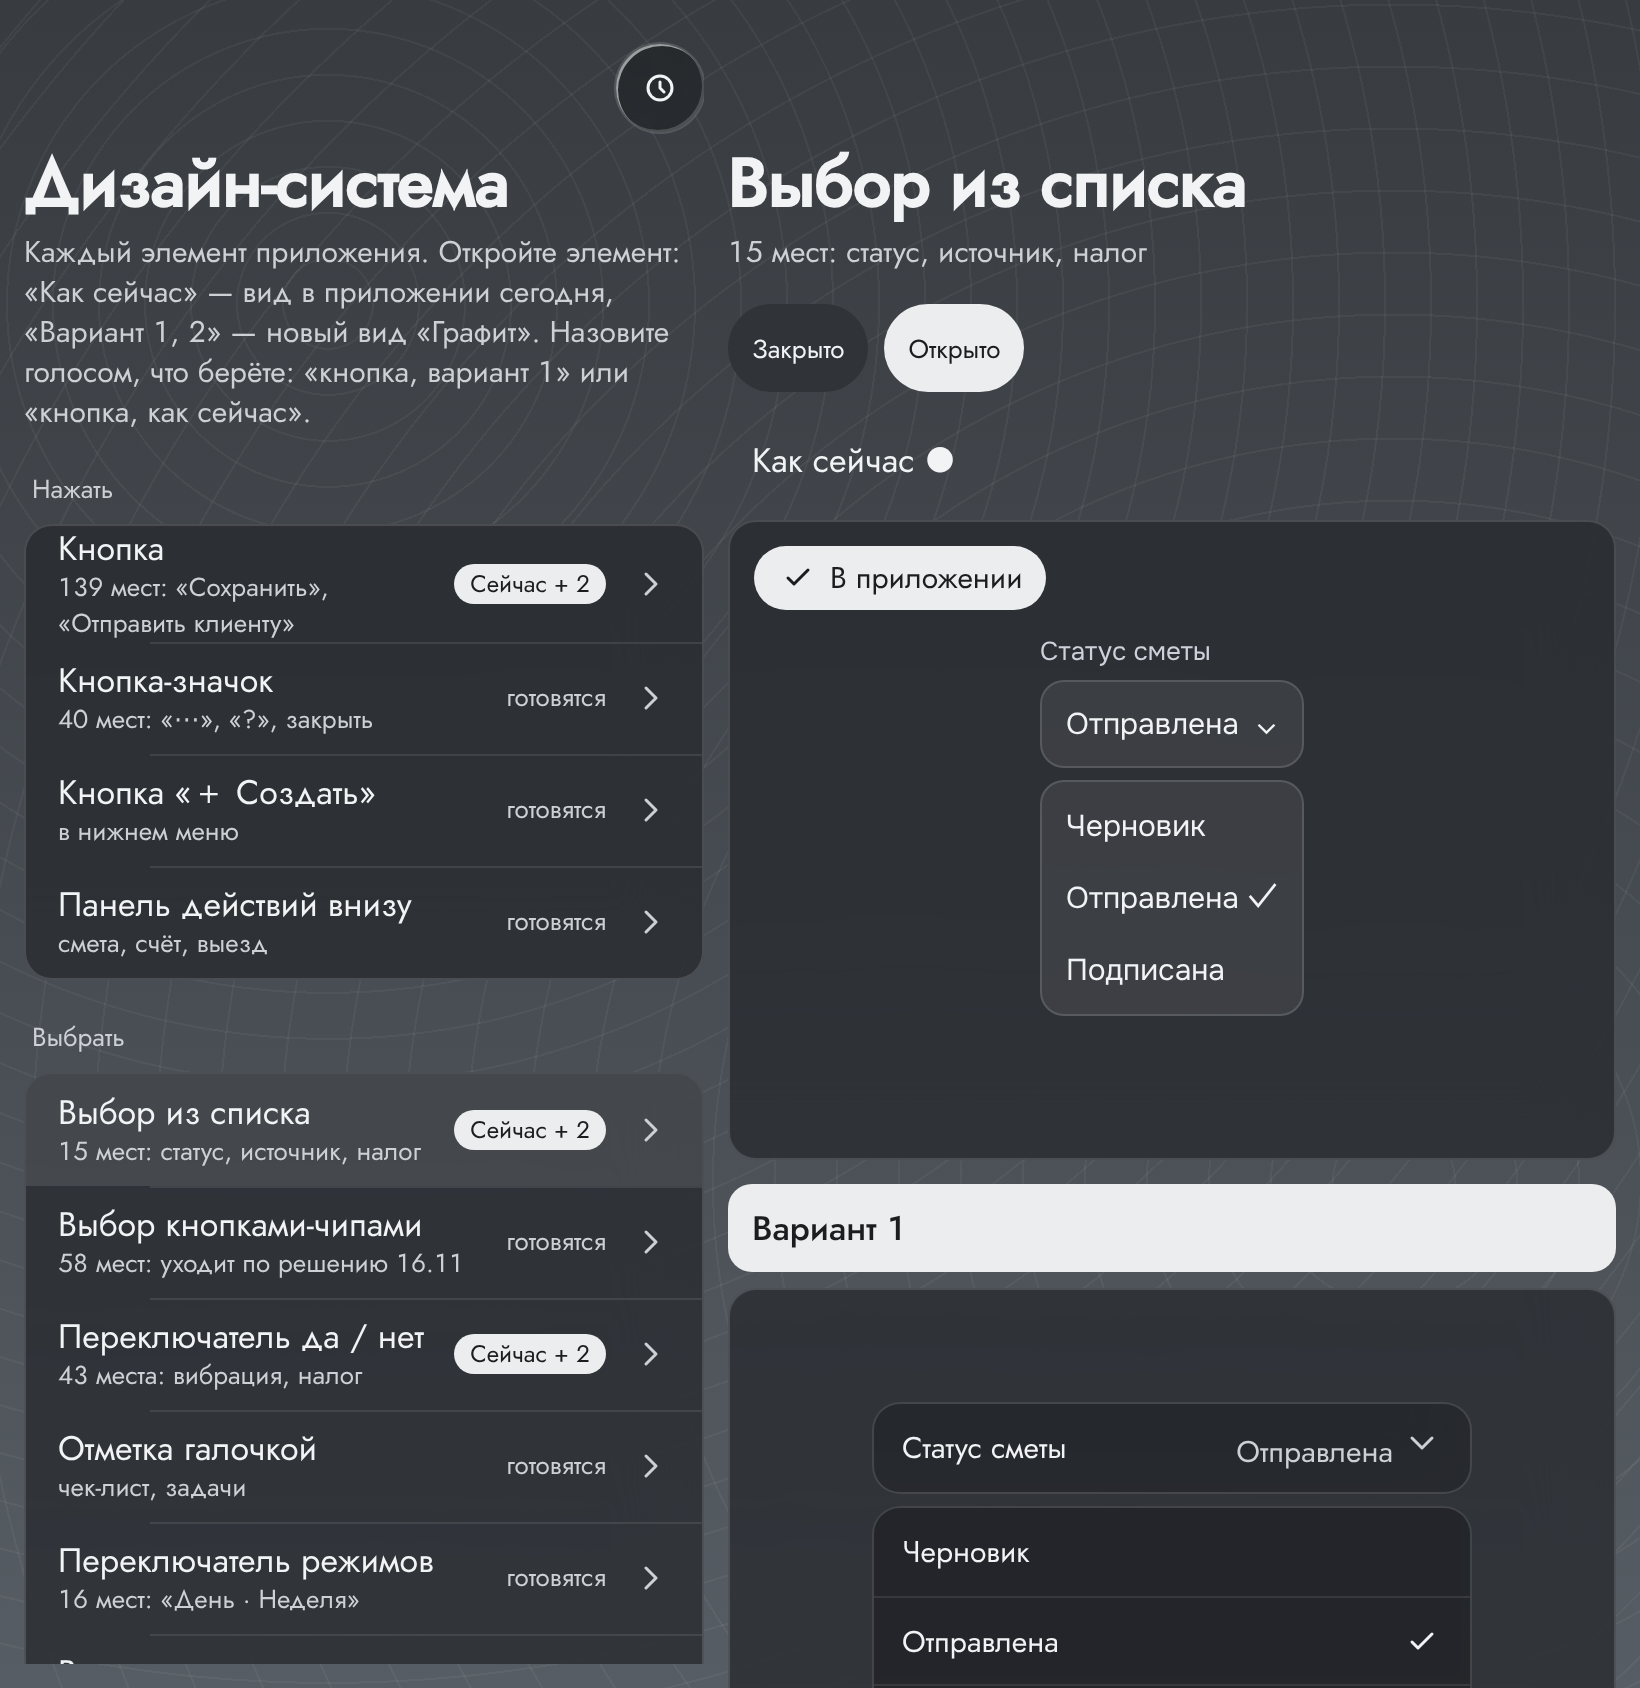 Дизайн-система
Каждый элемент приложения. Откройте элемент:
«Как сейчас» — вид в приложении сегодня,
«Вариант 1, 2» — новый вид «Графит». Назовите
голосом, что берёте: «кнопка, вариант 1» или
«кнопка, как сейчас».
Нажать
Кнопка
139 мест: «Сохранить»,
«Отправить клиенту»
Сейчас + 2
Кнопка-значок
40 мест: «···», «?», закрыть
готовятся
Кнопка «+ Создать»
в нижнем меню
готовятся
Панель действий внизу
смета, счёт, выезд
готовятся
Выбрать
Выбор из списка
15 мест: статус, источник, налог
Сейчас + 2
Выбор кнопками-чипами
58 мест: уходит по решению 16.11
готовятся
Переключатель да / нет
43 места: вибрация, налог
Сейчас + 2
Отметка галочкой
чек-лист, задачи
готовятся
Переключатель режимов
16 мест: «День · Неделя»
готовятся
Выбор из списка
15 мест: статус, источник, налог
Закрыто
Открыто
Как сейчас
В приложении
Статус сметы
Отправлена
Черновик
Отправлена
Подписана
Вариант 1
Статус сметы
Отправлена
Черновик
Отправлена